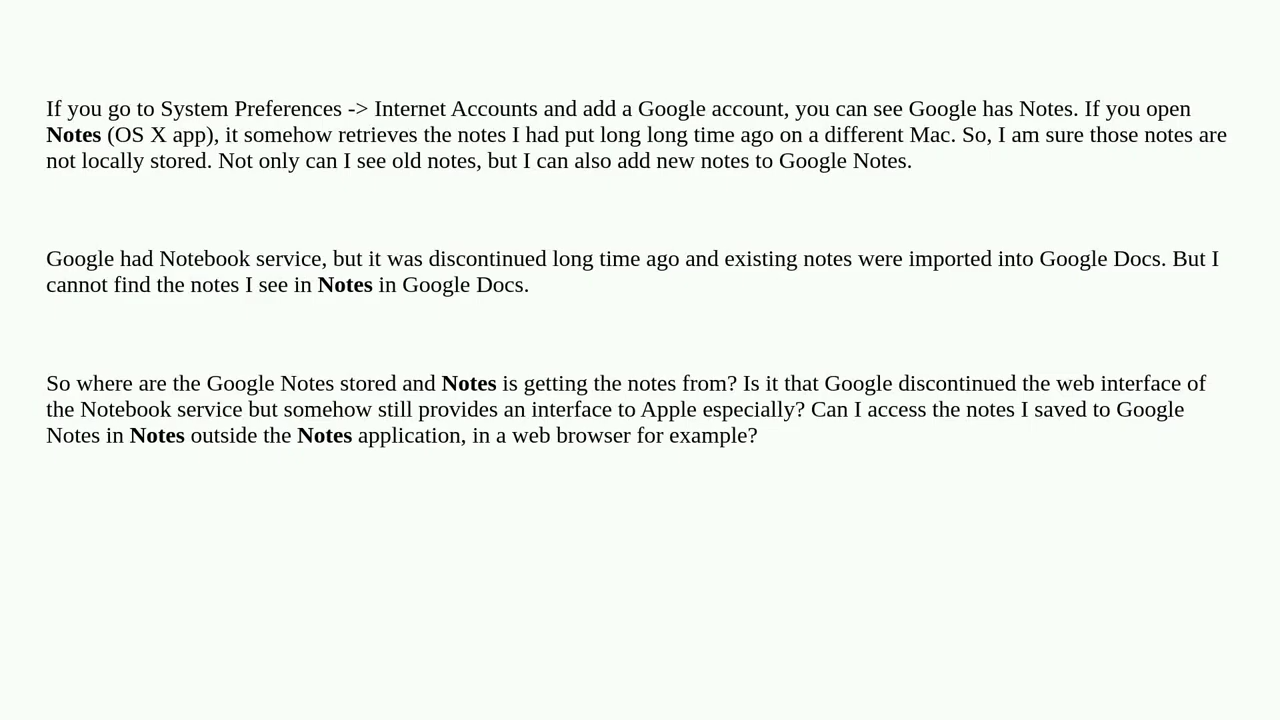 If you go to System Preferences -> Internet Accounts and add a Google account, you can see Google has Notes. If you open
Notes (OS X app), it somehow retrieves the notes I had put long long time ago on a different Mac. So, I am sure those notes are
not locally stored. Not only can I see old notes, but I can also add new notes to Google Notes.
Google had Notebook service, but it was discontinued long time ago and existing notes were imported into Google Docs. But I
cannot find the notes I see in Notes in Google Docs.
So where are the Google Notes stored and Notes is getting the notes from? Is it that Google discontinued the web interface of
the Notebook service but somehow still provides an interface to Apple especially? Can I access the notes I saved to Google
Notes in Notes outside the Notes application, in a web browser for example?